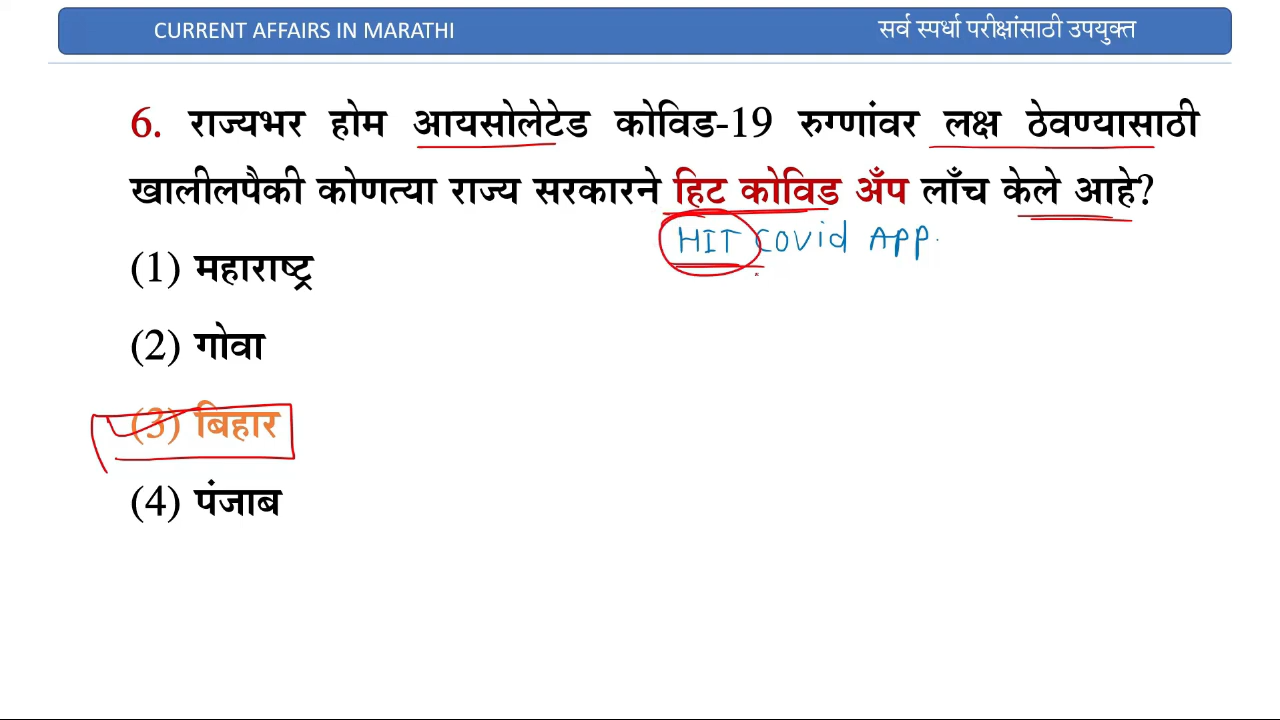 CURRENT AFFAIRS IN MARATHI
सर्व स्पर्धा परीक्षांसाठी उपयुक्त
6. राज्यभर होम आयसोलेटेड कोविड-19 रुग्णांवर लक्ष ठेवण्यासाठी
खालीलपैकी कोणत्या राज्य सरकारने हिट कोविड अँप लाँच केले आहे?
HIT Covid App.
(1) महाराष्ट्र
(2) गोवा
(3) बिहार
(4) पंजाब